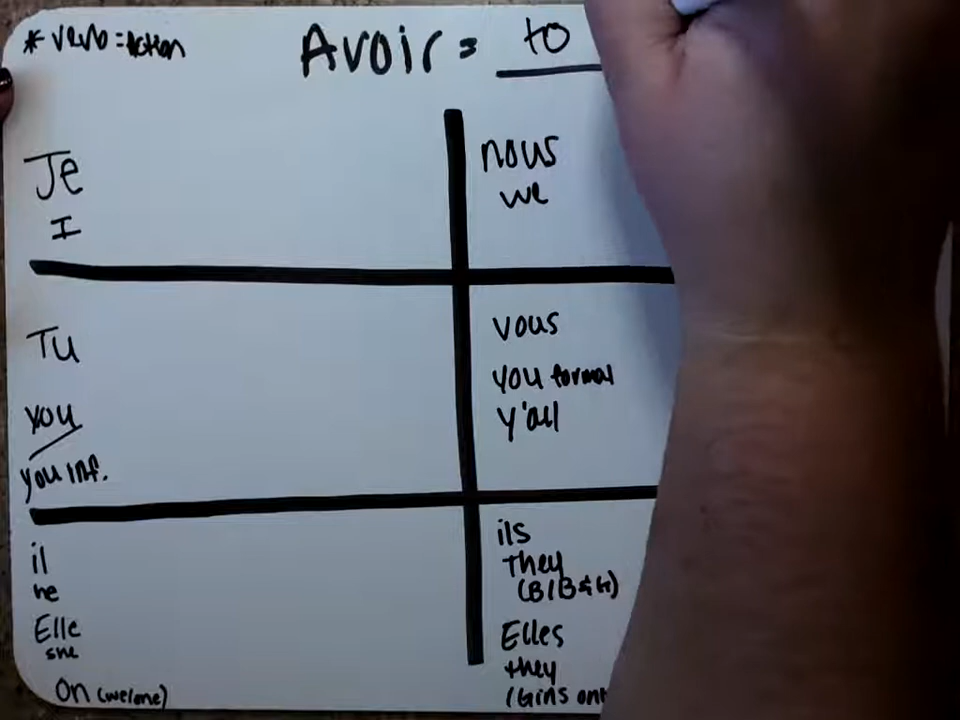 * verb = Action
Avoir = to
Je
I
nous
we
Tu
you
you inf.
vous
you formal
y'all
il
he
Elle
she
On (we/one)
ils
They
(B/B&G)
Elles
they
(Girls